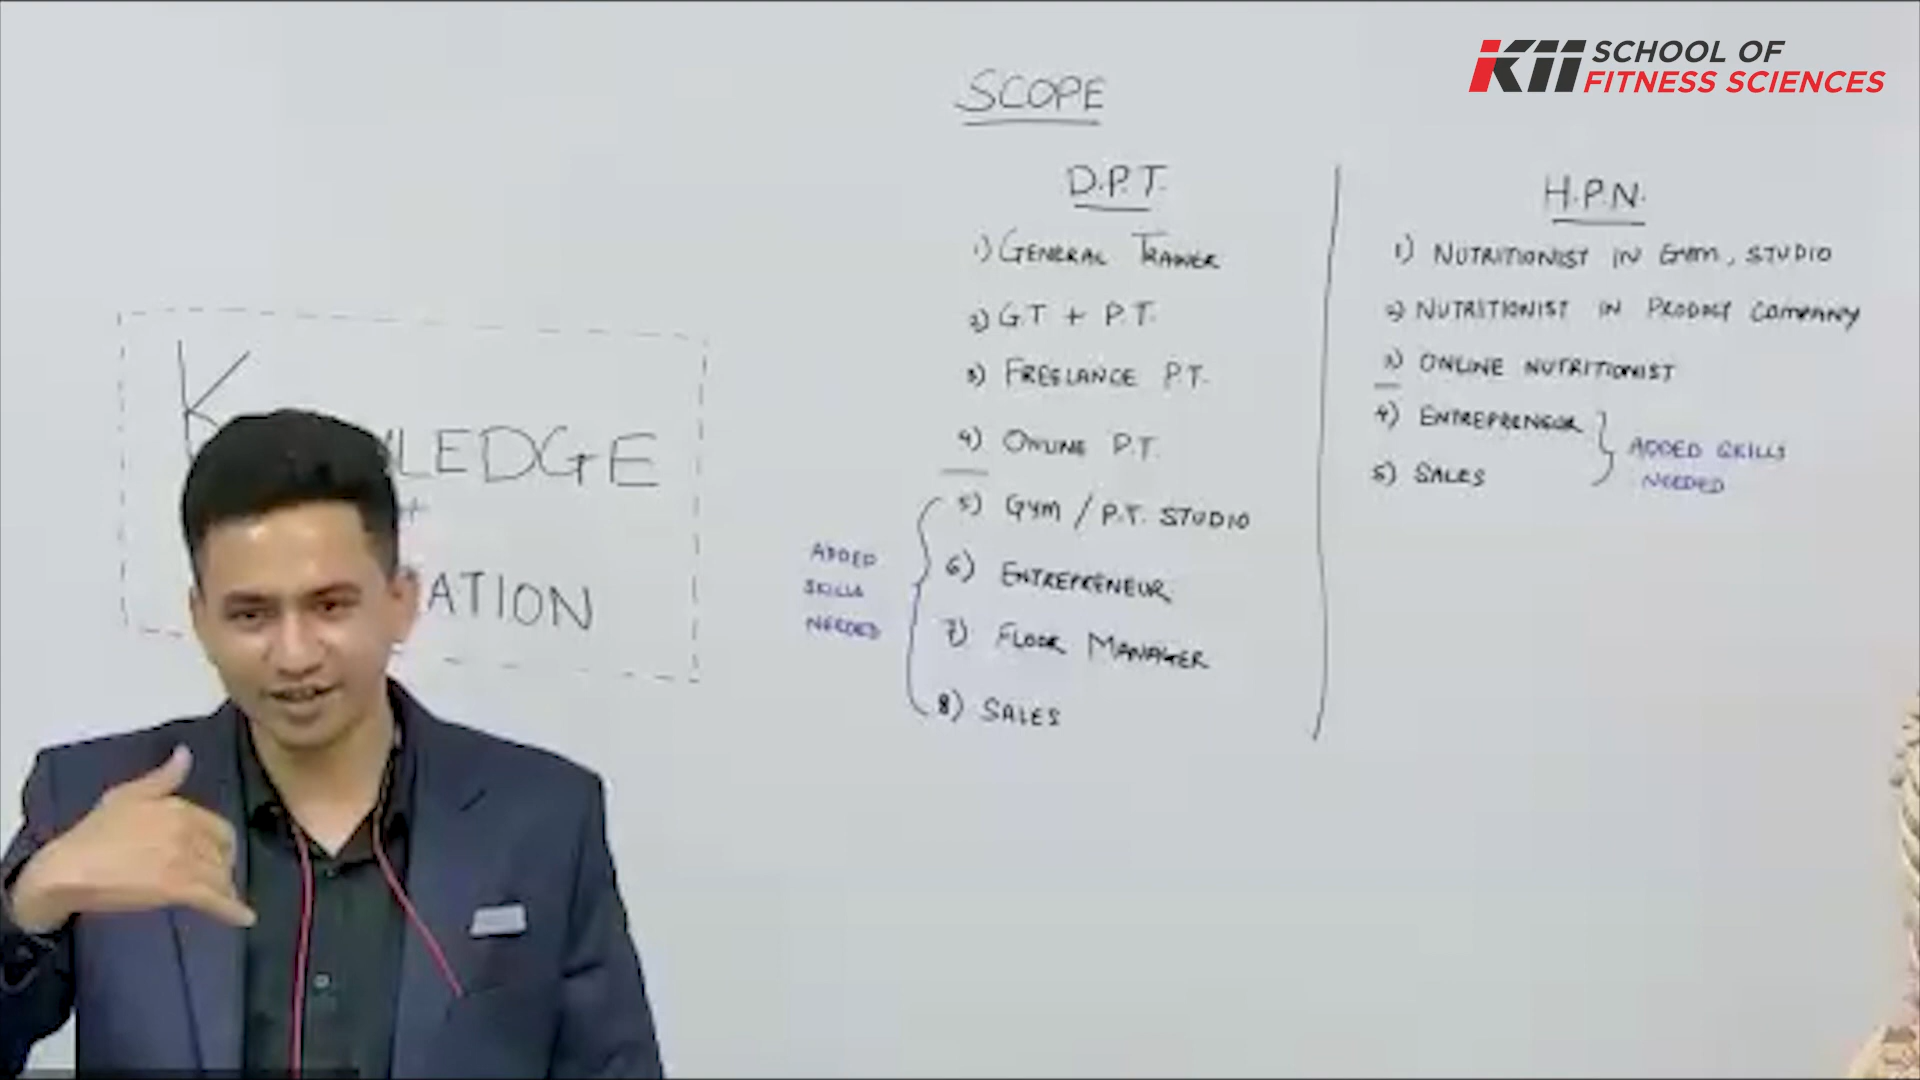 K11 SCHOOL OF
FITNESS SCIENCES
SCOPE
D.P.T.
1) GENERAL TRAINER
2) G.T + P.T.
3) FREELANCE P.T.
4) ONLINE P.T.
5) GYM / P.T. STUDIO
6) ENTREPRENEUR
7) FLOOR MANAGER
8) SALES
ADDED
SKILLS
NEEDED
H.P.N.
1) NUTRITIONIST IN GYM, STUDIO
2) NUTRITIONIST IN PRODUCT COMPANY
3) ONLINE NUTRITIONIST
4) ENTREPRENEUR
5) SALES
ADDED SKILLS
NEEDED
K LEDGE
+
ATION